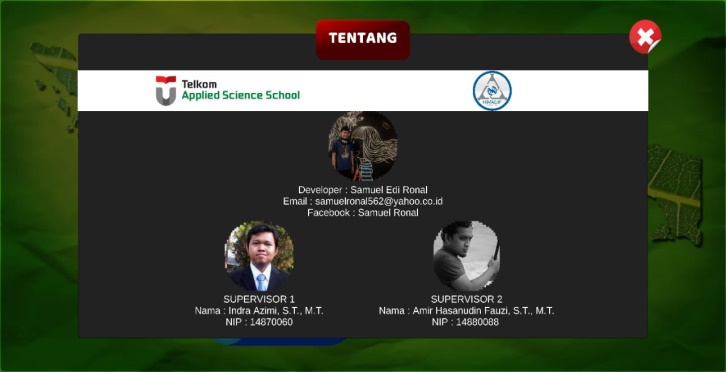 TENTANG
Telkom
Applied Science School
HIMALIF
Developer : Samuel Edi Ronal
Email : samuelronal562@yahoo.co.id
Facebook : Samuel Ronal
SUPERVISOR 1
Nama : Indra Azimi, S.T., M.T.
NIP : 14870060
SUPERVISOR 2
Nama : Amir Hasanudin Fauzi, S.T., M.T.
NIP : 14880088